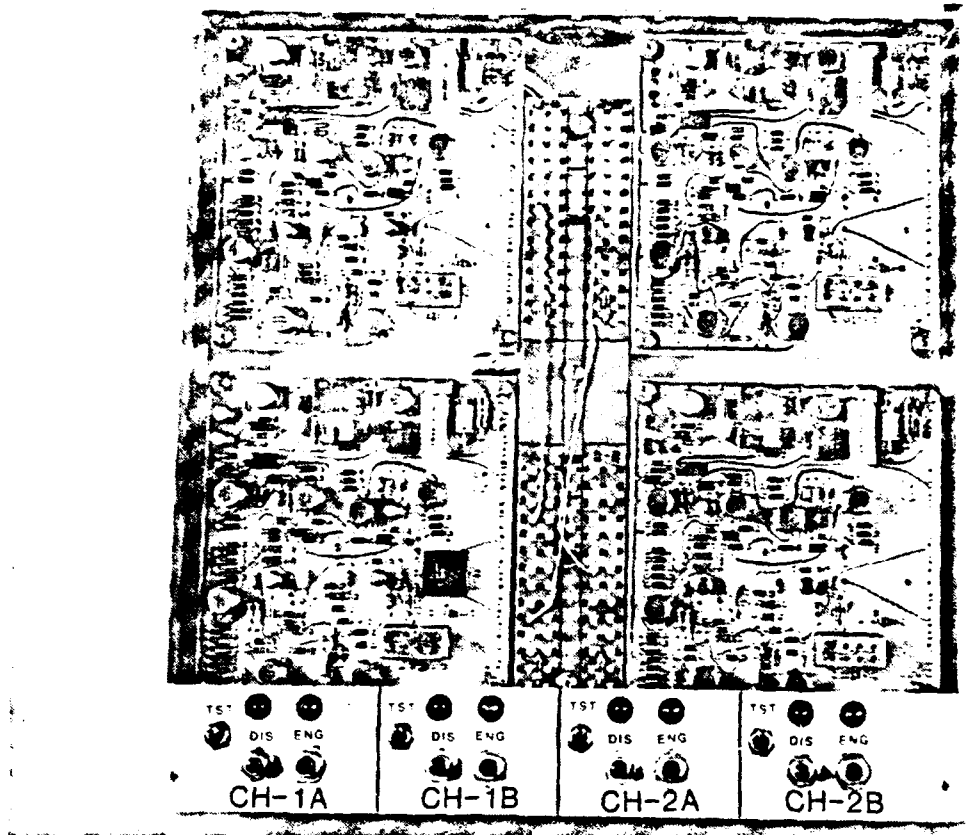 TST DIS ENG
CH-1A
TST DIS ENG
CH-1B
TST DIS ENG
CH-2A
TST DIS ENG
CH-2B